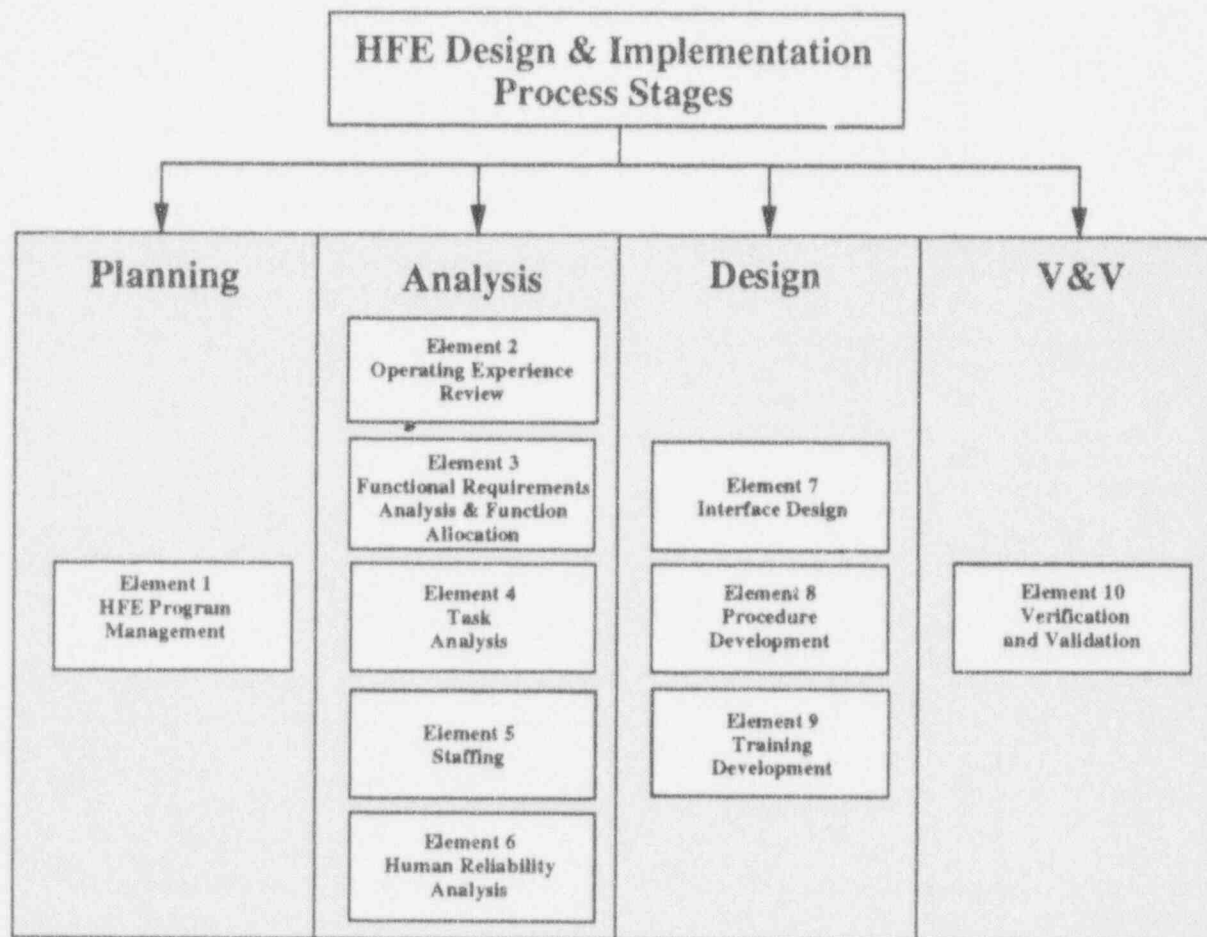 HFE Design & Implementation
Process Stages
Planning
Element 1
HFE Program
Management
Analysis
Element 2
Operating Experience
Review
Element 3
Functional Requirements
Analysis & Function
Allocation
Element 4
Task
Analysis
Element 5
Staffing
Element 6
Human Reliability
Analysis
Design
Element 7
Interface Design
Element 8
Procedure
Development
Element 9
Training
Development
V&V
Element 10
Verification
and Validation